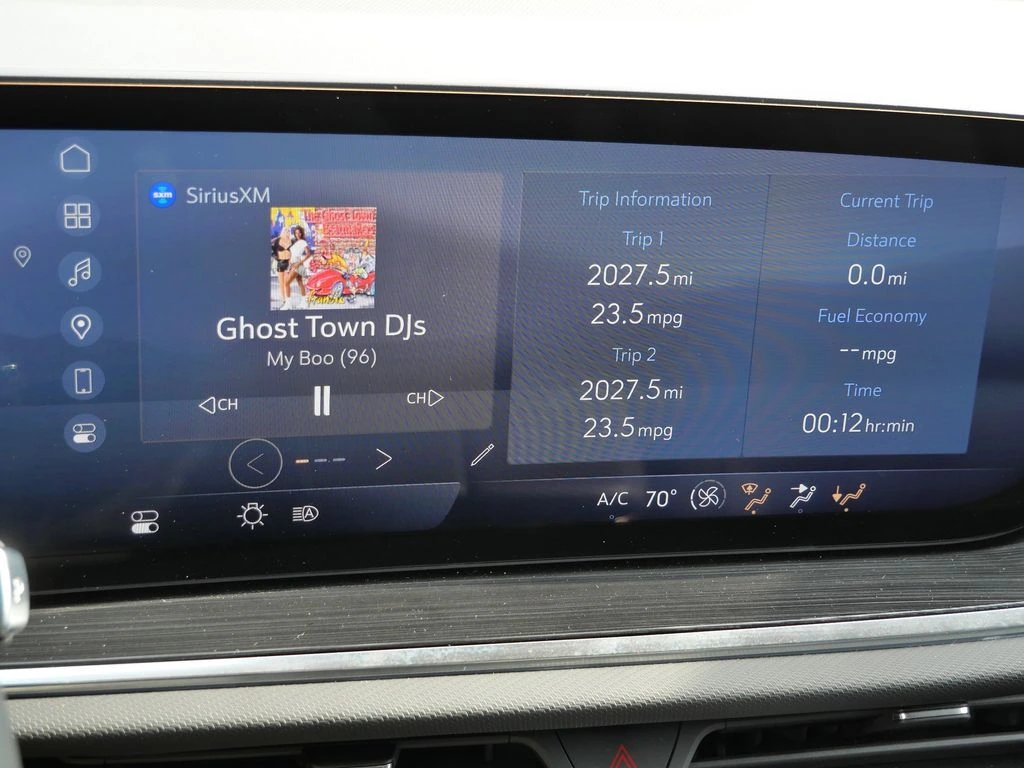 sxm SiriusXM
Ghost Town DJs
My Boo (96)
CH
CH
Trip Information
Trip 1
2027.5 mi
23.5 mpg
Trip 2
2027.5 mi
23.5 mpg
Current Trip
Distance
0.0 mi
Fuel Economy
-- mpg
Time
00:12 hr:min
A
A/C 70°